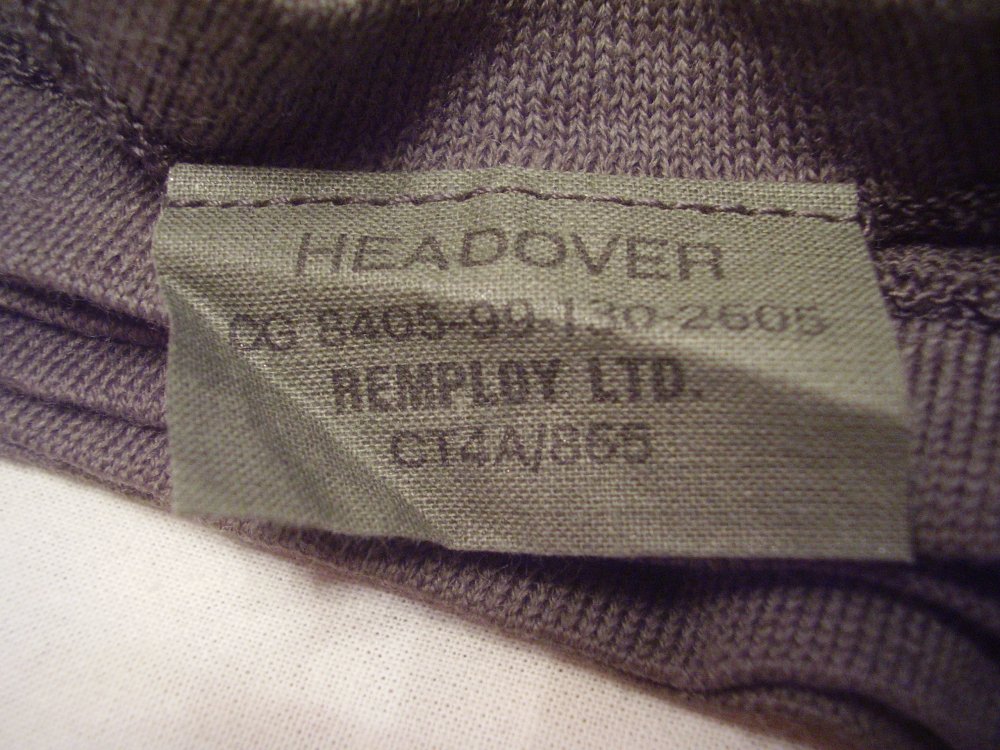 HEADOVER
CG 8405-99-130-2605
REMPLOY LTD.
CT4A/865